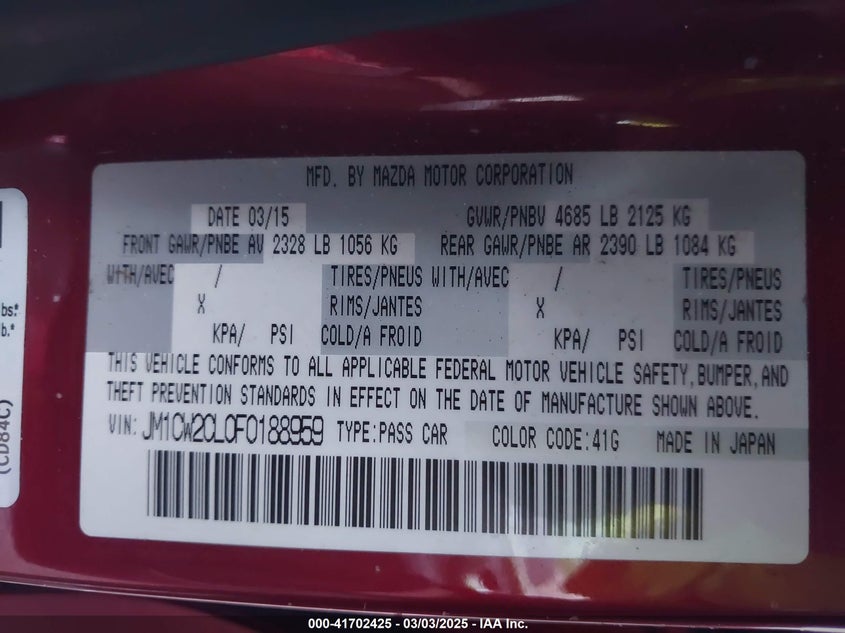 MFD. BY MAZDA MOTOR CORPORATION
DATE 03/15 GVWR/PNBV 4685 LB 2125 KG
FRONT GAWR/PNBE AV 2328 LB 1056 KG REAR GAWR/PNBE AR 2390 LB 1084 KG
WITH/AVEC / TIRES/PNEUS WITH/AVEC / TIRES/PNEUS
X RIMS/JANTES X RIMS/JANTES
KPA/ PSI COLD/A FROID KPA/ PSI COLD/A FROID
THIS VEHICLE CONFORMS TO ALL APPLICABLE FEDERAL MOTOR VEHICLE SAFETY, BUMPER, AND
THEFT PREVENTION STANDARDS IN EFFECT ON THE DATE OF MANUFACTURE SHOWN ABOVE.
VIN: JM1CW2CL0F0188959 TYPE:PASS CAR COLOR CODE:41G MADE IN JAPAN
bs.*
b.*
(CD84C)
000-41702425 - 03/03/2025 - IAA Inc.